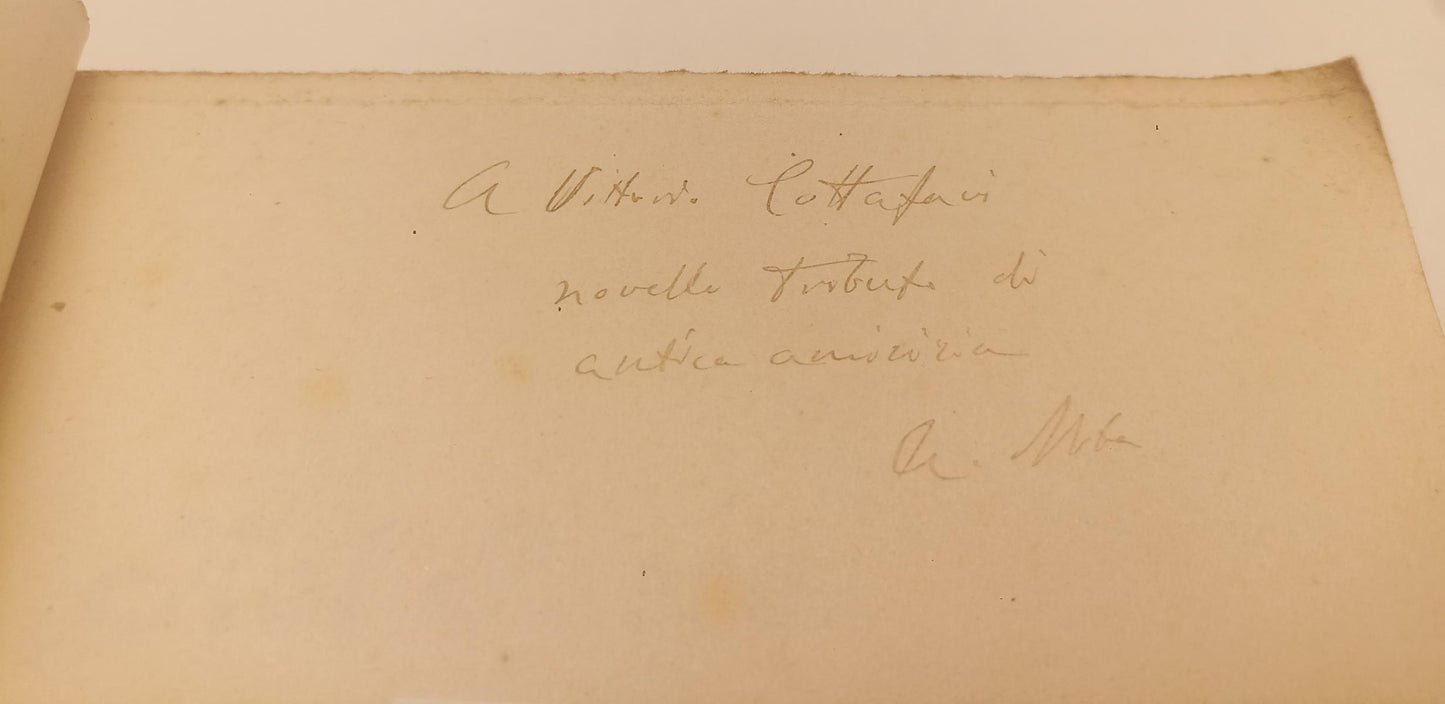 A Vittorio Cottafavi
novello tributo di
antica amicizia